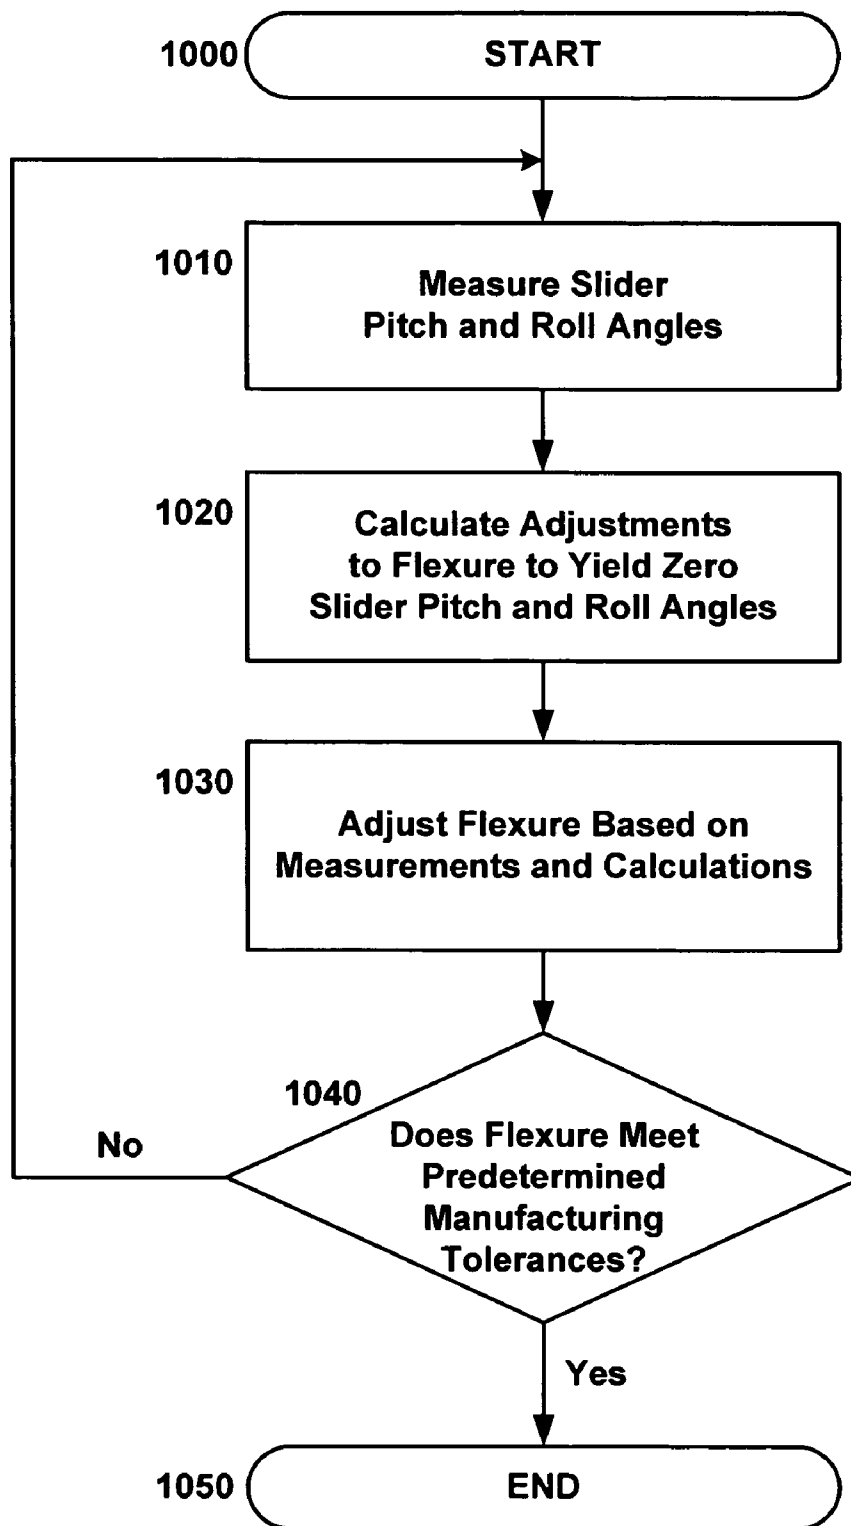 1000
START
1010
Measure Slider
Pitch and Roll Angles
1020
Calculate Adjustments
to Flexure to Yield Zero
Slider Pitch and Roll Angles
1030
Adjust Flexure Based on
Measurements and Calculations
1040
Does Flexure Meet
Predetermined
Manufacturing
Tolerances?
No
Yes
1050
END